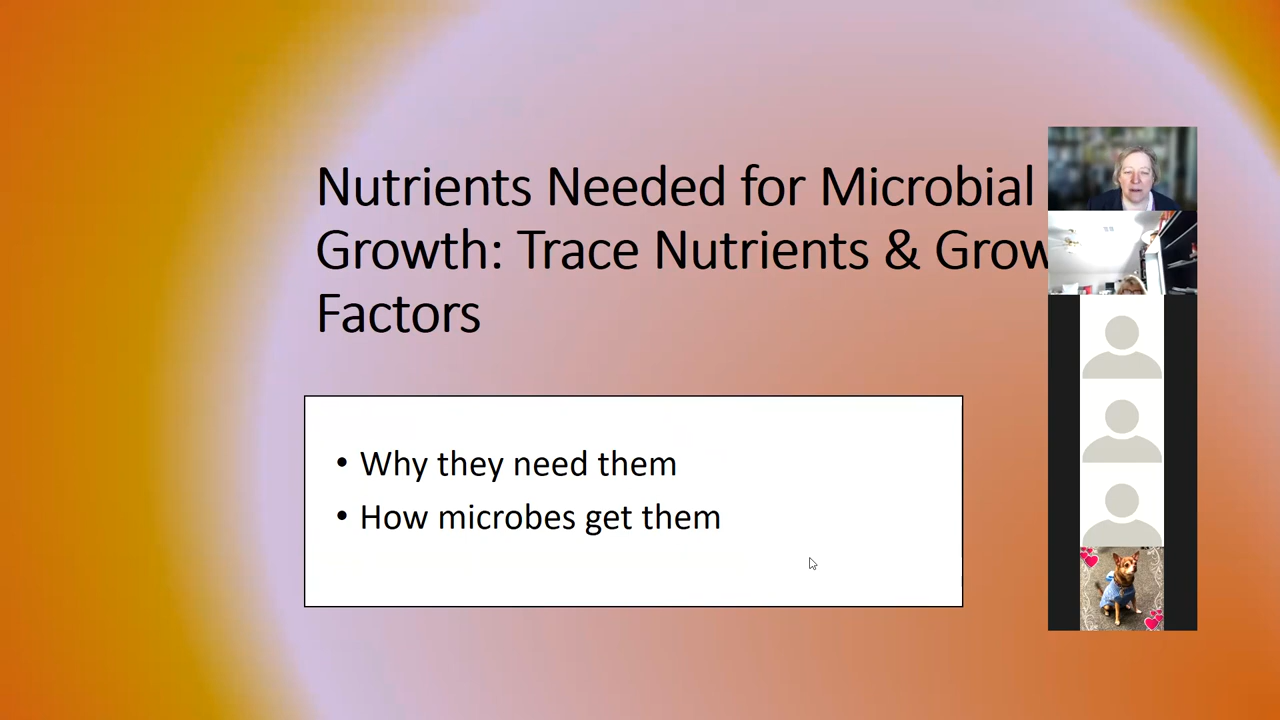 Nutrients Needed for Microbial
Growth: Trace Nutrients & Grow
Factors
• Why they need them
• How microbes get them